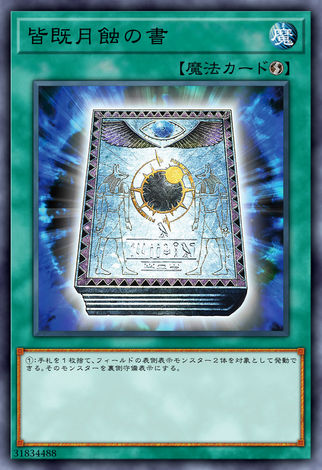 皆既月蝕の書
魔
【魔法カード】
①：手札を１枚捨て、フィールドの表側表示モンスター２体を対象として発動で
きる。そのモンスターを裏側守備表示にする。
31834488